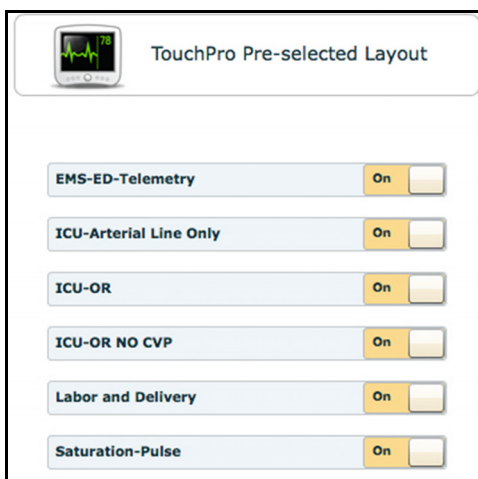 78
TouchPro Pre-selected Layout
EMS-ED-Telemetry On
ICU-Arterial Line Only On
ICU-OR On
ICU-OR NO CVP On
Labor and Delivery On
Saturation-Pulse On